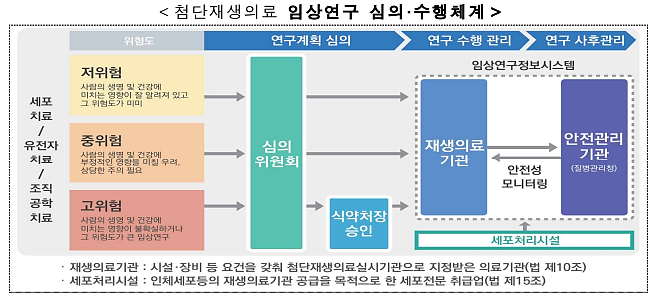 <첨단재생의료 임상연구 심의·수행체계>
위험도
연구계획 심의
연구 수행 관리
연구 사후관리
세포
치료
/
유전자
치료
/
조직
공학
치료
저위험
사람의 생명 및 건강에
미치는 영향이 잘 알려져 있고
그 위험도가 미미
중위험
사람의 생명 및 건강에
부정적인 영향을 미칠 우려,
상당한 주의 필요
고위험
사람의 생명 및 건강에
미치는 영향이 불확실하거나
그 위험도가 큰 임상연구
심의
위원회
식약처장
승인
임상연구정보시스템
재생의료
기관
안전성
모니터링
안전관리
기관
(질병관리청)
세포처리시설
· 재생의료기관 : 시설·장비 등 요건을 갖춰 첨단재생의료실시기관으로 지정받은 의료기관(법 제10조)
· 세포처리시설 : 인체세포등의 재생의료기관 공급을 목적으로 한 세포전문 취급업(법 제15조)